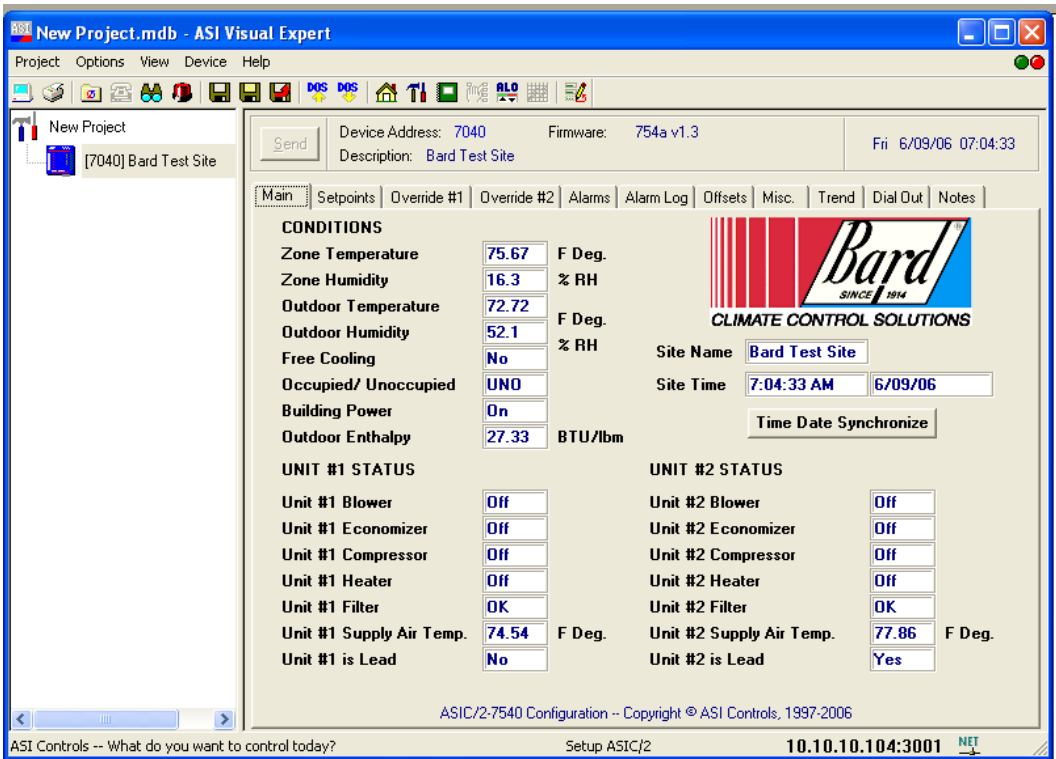 New Project.mdb - ASI Visual Expert
Project Options View Device Help
DOS DOS ALO
New Project
[7040] Bard Test Site
Send
Device Address: 7040 Firmware: 754a v1.3
Description: Bard Test Site
Fri 6/09/06 07:04:33
Main Setpoints Override #1 Override #2 Alarms Alarm Log Offsets Misc. Trend Dial Out Notes
CONDITIONS
Zone Temperature 75.67 F Deg.
Zone Humidity 16.3 % RH
Outdoor Temperature 72.72 F Deg.
Outdoor Humidity 52.1 % RH
Free Cooling No
Occupied/ Unoccupied UNO
Building Power On
Outdoor Enthalpy 27.33 BTU/lbm
Bard ®
SINCE 1914
CLIMATE CONTROL SOLUTIONS
Site Name Bard Test Site
Site Time 7:04:33 AM 6/09/06
Time Date Synchronize
UNIT #1 STATUS
Unit #1 Blower Off
Unit #1 Economizer Off
Unit #1 Compressor Off
Unit #1 Heater Off
Unit #1 Filter OK
Unit #1 Supply Air Temp. 74.54 F Deg.
Unit #1 is Lead No
UNIT #2 STATUS
Unit #2 Blower Off
Unit #2 Economizer Off
Unit #2 Compressor Off
Unit #2 Heater Off
Unit #2 Filter OK
Unit #2 Supply Air Temp. 77.86 F Deg.
Unit #2 is Lead Yes
ASIC/2-7540 Configuration -- Copyright © ASI Controls, 1997-2006
ASI Controls -- What do you want to control today? Setup ASIC/2 10.10.10.104:3001 NET